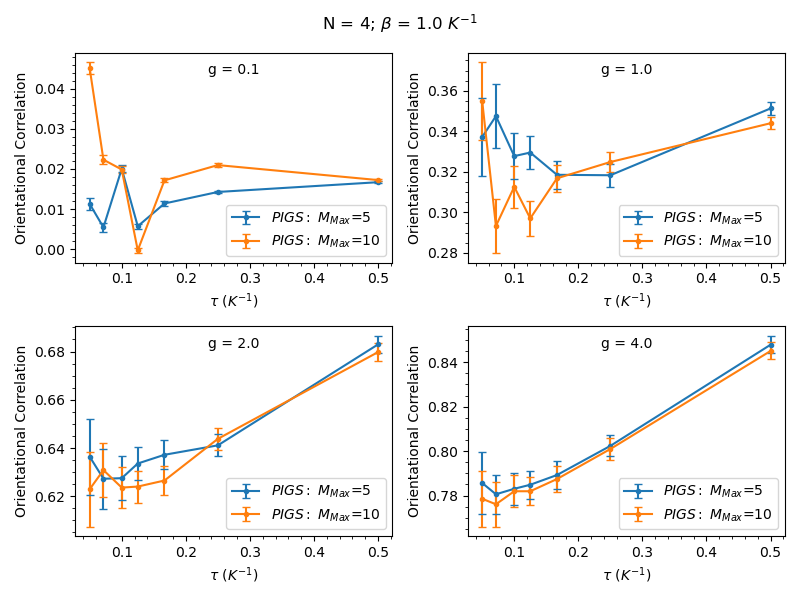 N = 4; β = 1.0 K⁻¹
g = 0.1
Orientational Correlation
0.04
0.03
0.02
0.01
0.00
PIGS : M_Max=5
PIGS : M_Max=10
0.1 0.2 0.3 0.4 0.5
τ (K⁻¹)
g = 1.0
Orientational Correlation
0.36
0.34
0.32
0.30
0.28
PIGS : M_Max=5
PIGS : M_Max=10
0.1 0.2 0.3 0.4 0.5
τ (K⁻¹)
g = 2.0
Orientational Correlation
0.68
0.66
0.64
0.62
PIGS : M_Max=5
PIGS : M_Max=10
0.1 0.2 0.3 0.4 0.5
τ (K⁻¹)
g = 4.0
Orientational Correlation
0.84
0.82
0.80
0.78
PIGS : M_Max=5
PIGS : M_Max=10
0.1 0.2 0.3 0.4 0.5
τ (K⁻¹)